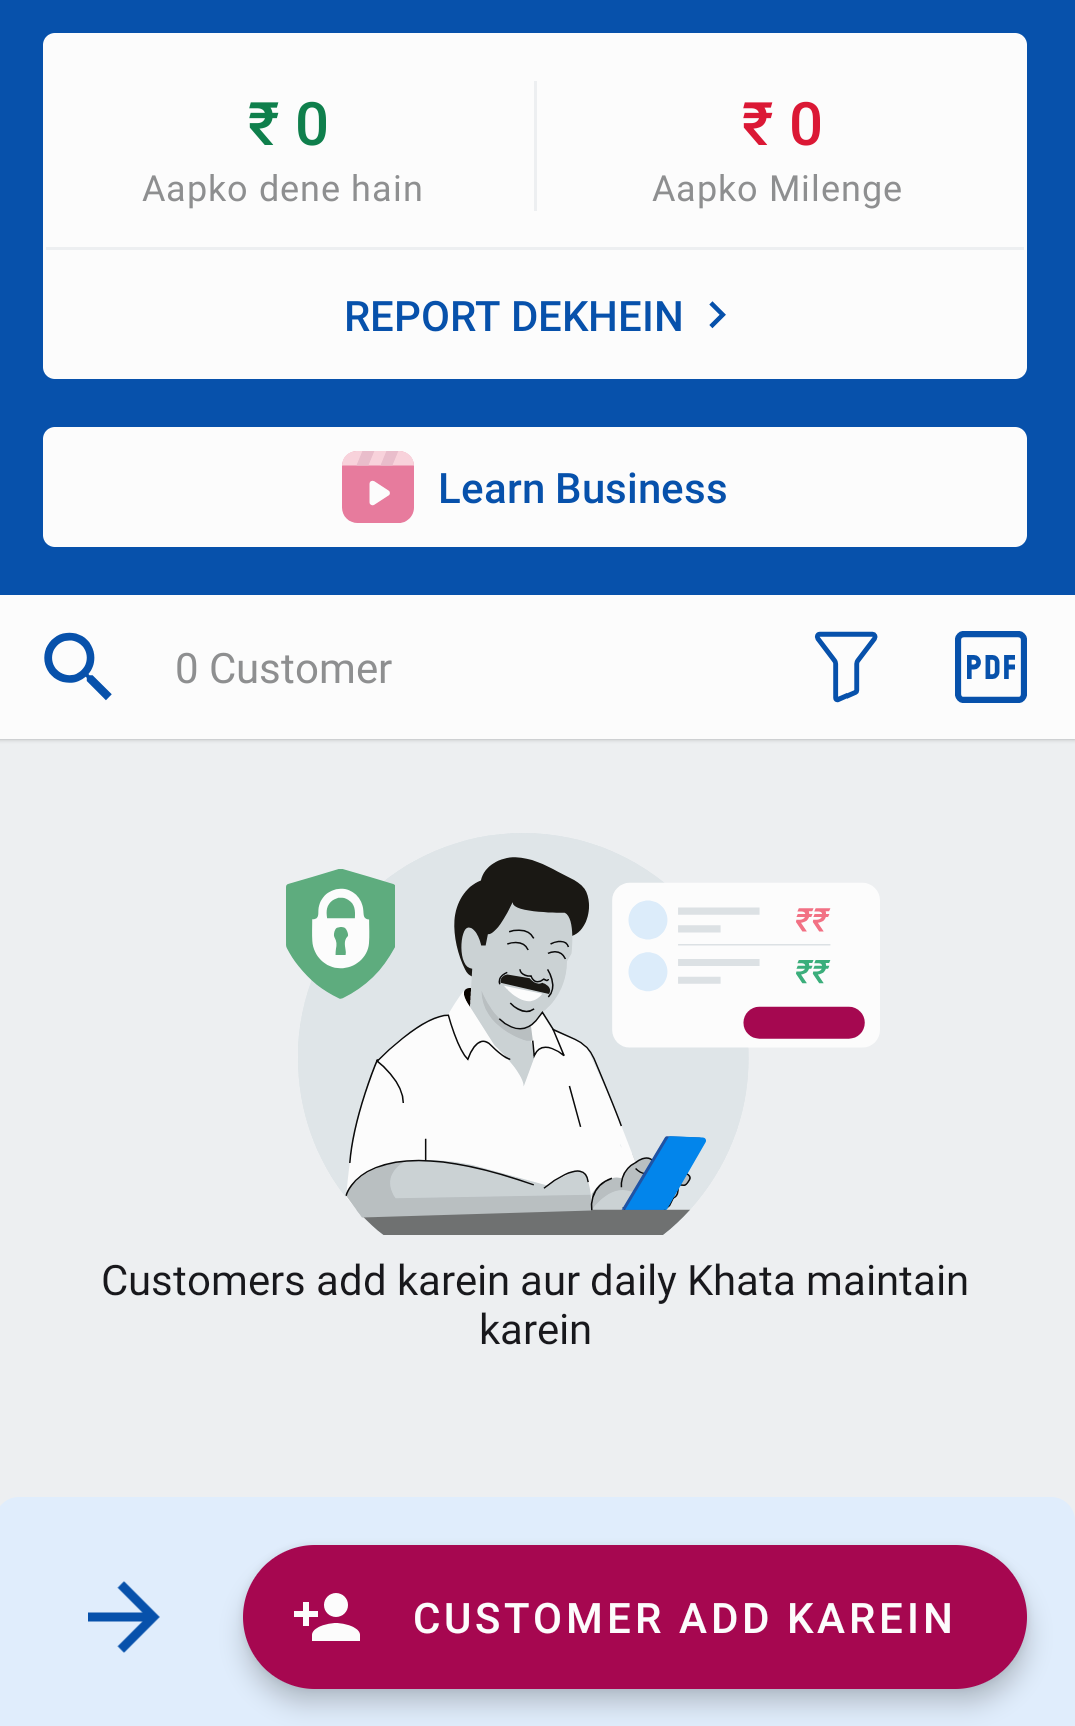 ₹ 0
Aapko dene hain
₹ 0
Aapko Milenge
REPORT DEKHEIN
Learn Business
0 Customer
PDF
₹₹
₹₹
Customers add karein aur daily Khata maintain
karein
CUSTOMER ADD KAREIN